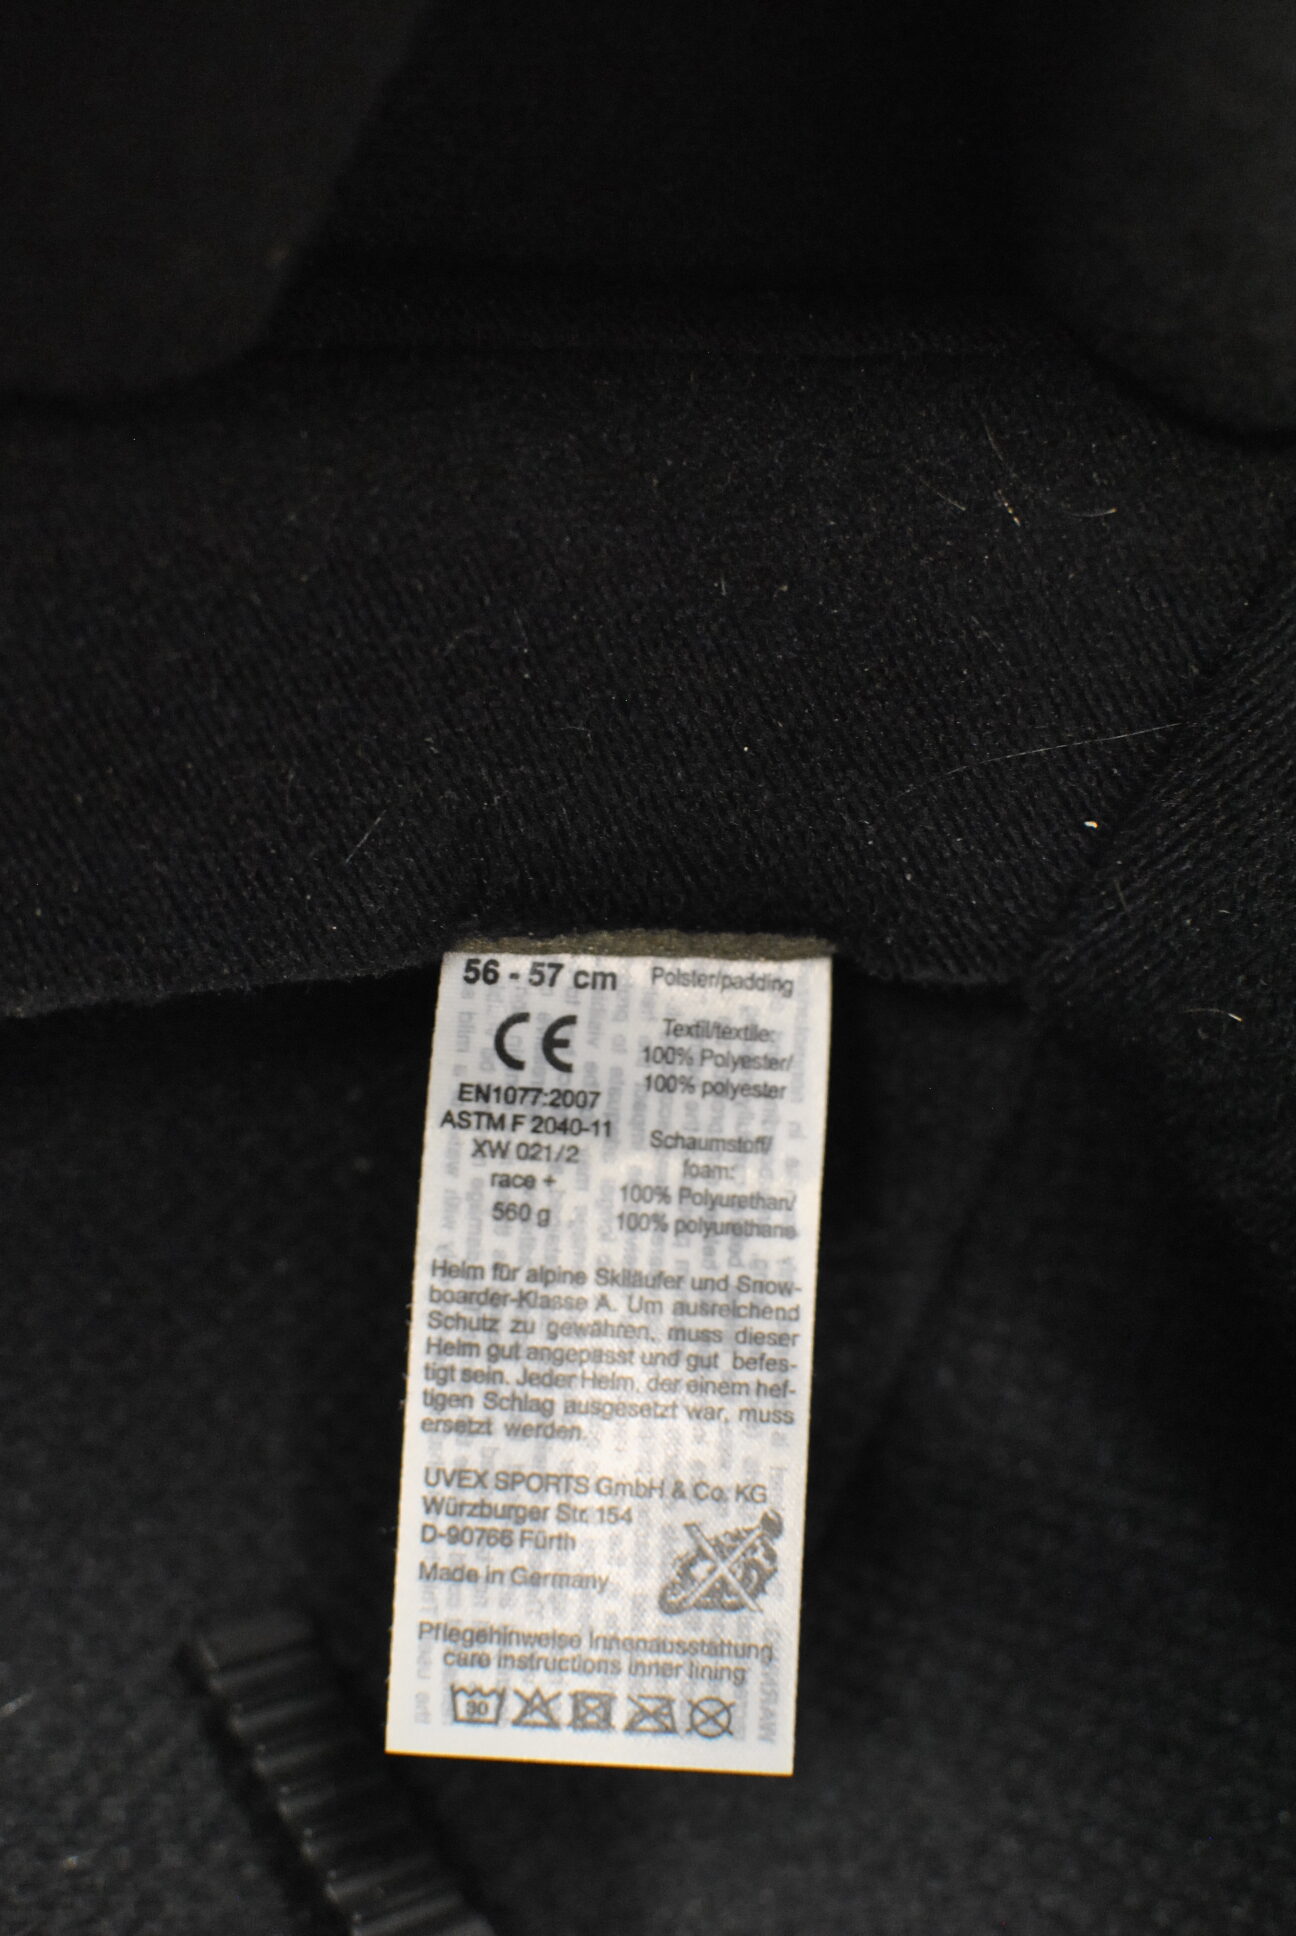 56 - 57 cm
CE
EN1077:2007
ASTM F 2040-11
XW 021/2
race +
560 g
Polster/padding
Textil/textile:
100% Polyester/
100% polyester
Schaumstoff/
foam:
100% Polyurethan/
100% polyurethane
Helm für alpine Skiläufer und Snow-
boarder-Klasse A. Um ausreichend
Schutz zu gewähren, muss dieser
Helm gut angepasst und gut befes-
tigt sein. Jeder Helm, der einem hef-
tigen Schlag ausgesetzt war, muss
ersetzt werden.
UVEX SPORTS GmbH & Co. KG
Würzburger Str. 154
D-90766 Fürth
Made in Germany
Pflegehinweise Innenausstattung
care instructions inner lining
30